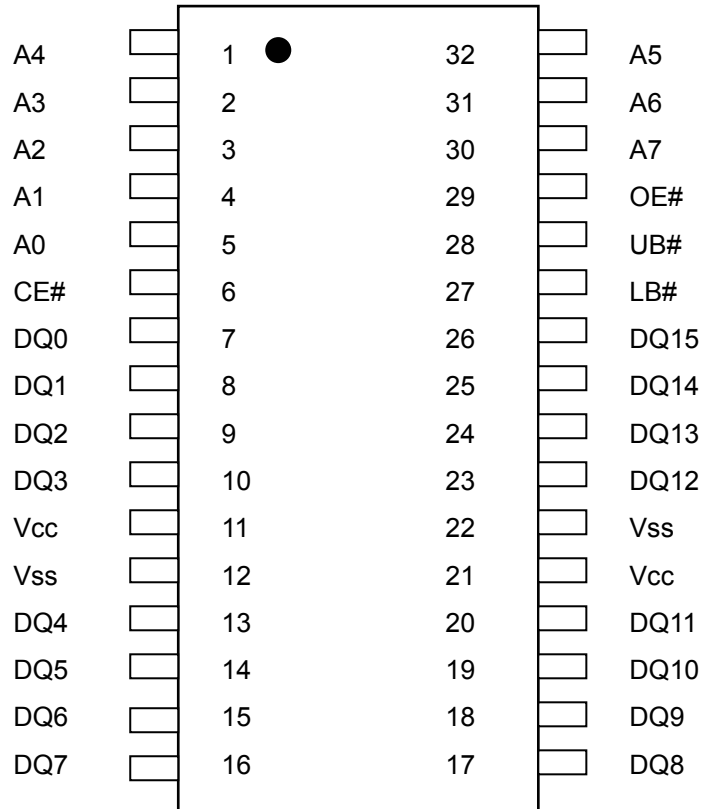 A4 1 32 A5
A3 2 31 A6
A2 3 30 A7
A1 4 29 OE#
A0 5 28 UB#
CE# 6 27 LB#
DQ0 7 26 DQ15
DQ1 8 25 DQ14
DQ2 9 24 DQ13
DQ3 10 23 DQ12
Vcc 11 22 Vss
Vss 12 21 Vcc
DQ4 13 20 DQ11
DQ5 14 19 DQ10
DQ6 15 18 DQ9
DQ7 16 17 DQ8